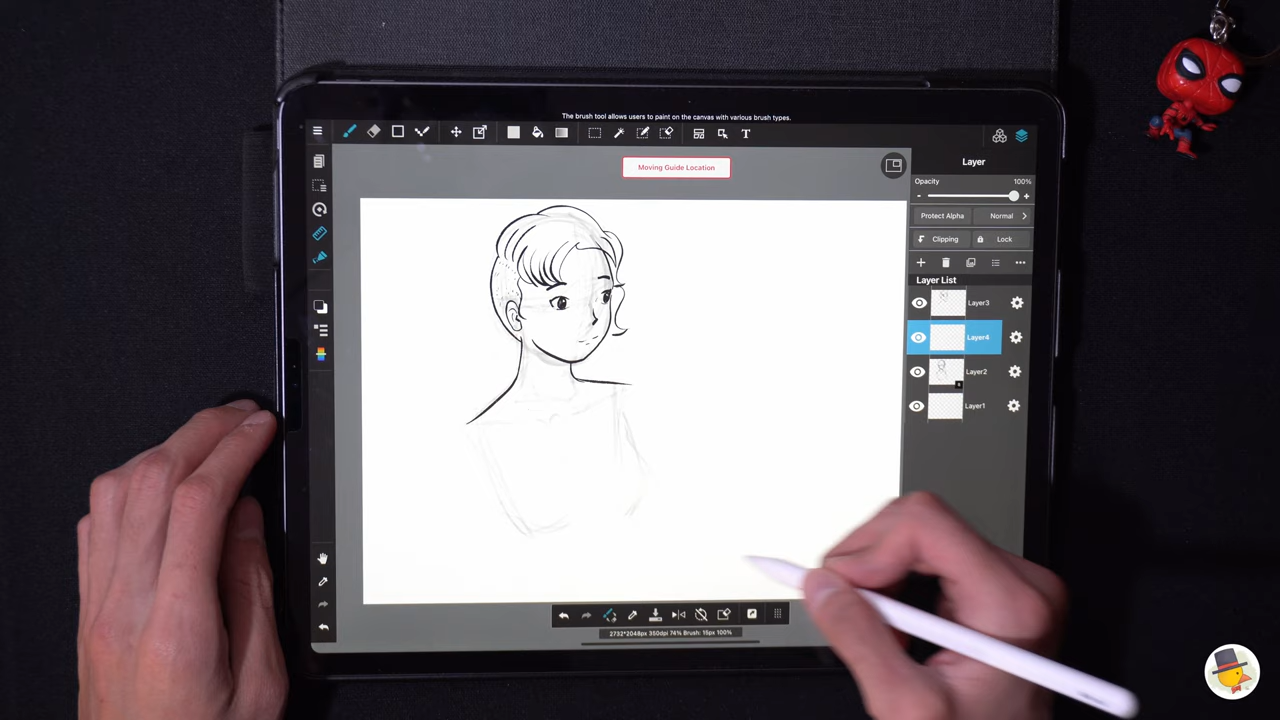 The brush tool allows users to paint on the canvas with various brush types.
T
Moving Guide Location
Layer
Opacity 100%
- +
Protect Alpha Normal
Clipping Lock
Layer List
Layer3
Layer4
Layer2
Layer1
2732*2048px 350dpi 74% Brush: 15px 100%